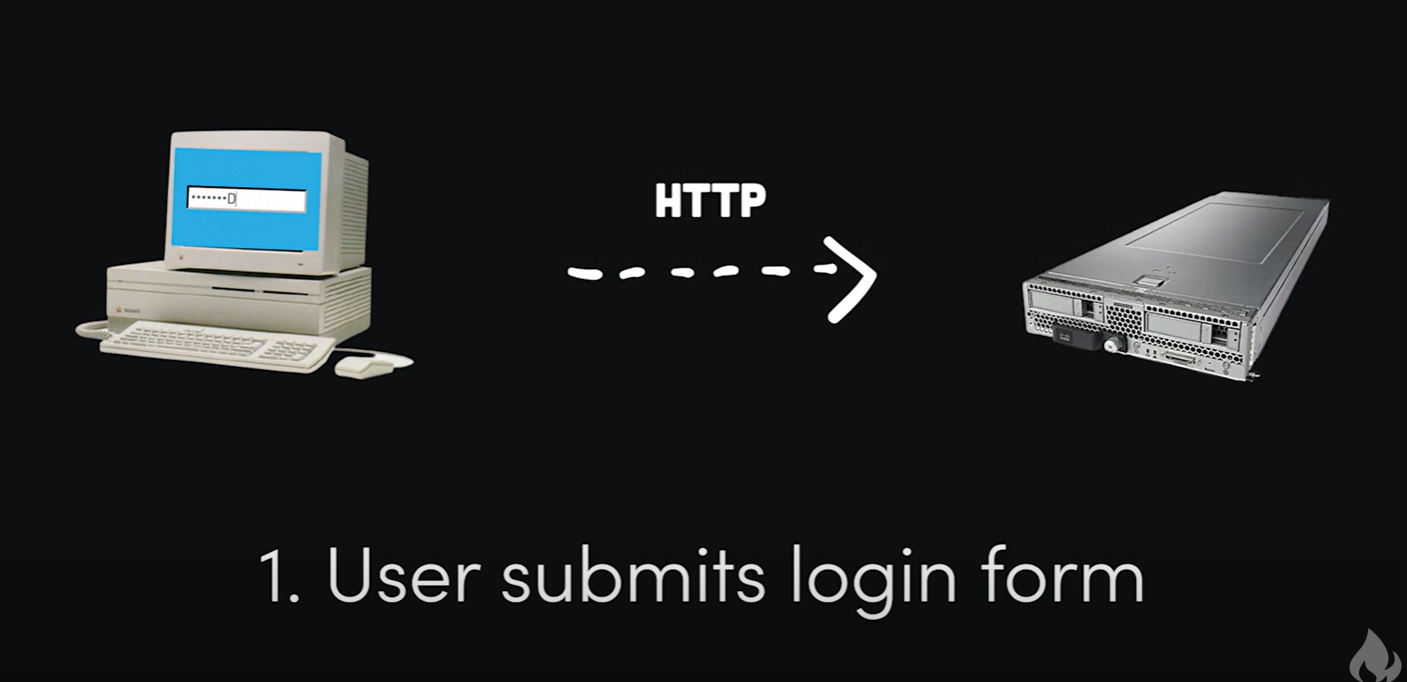 HTTP
•••••••D
1. User submits login form